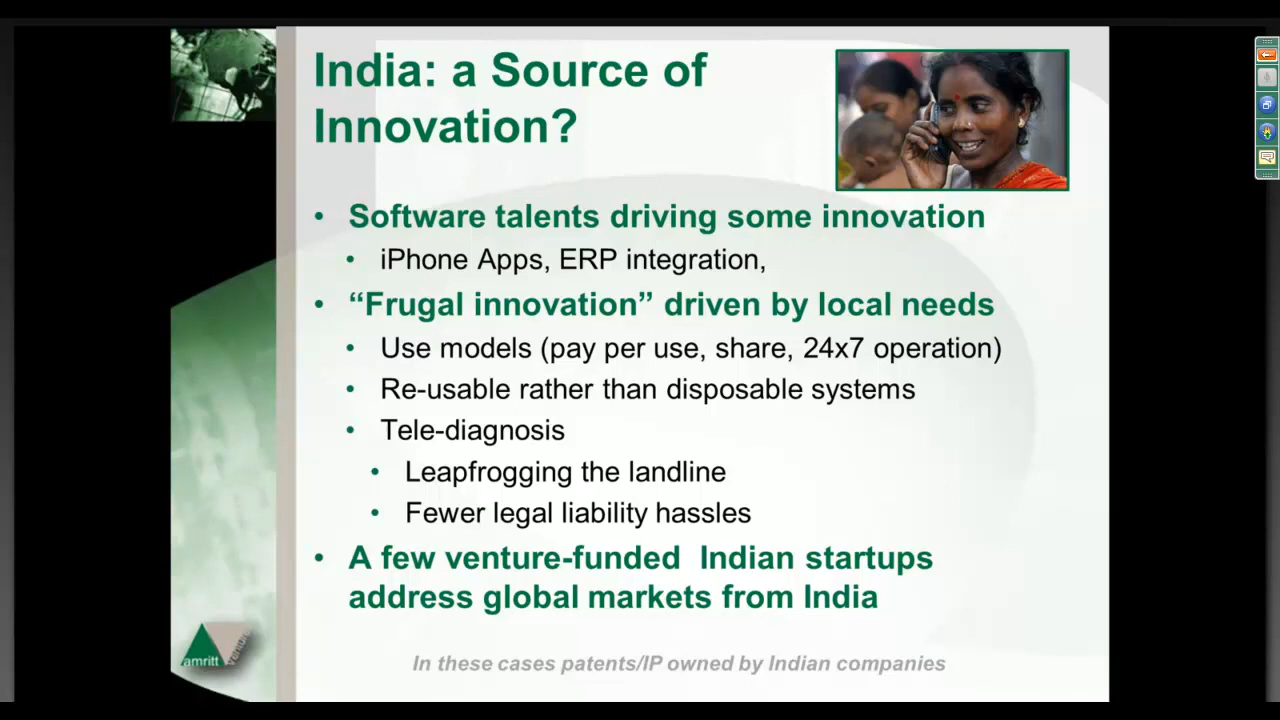 India: a Source of
Innovation?
• Software talents driving some innovation
• iPhone Apps, ERP integration,
• “Frugal innovation” driven by local needs
• Use models (pay per use, share, 24x7 operation)
• Re-usable rather than disposable systems
• Tele-diagnosis
• Leapfrogging the landline
• Fewer legal liability hassles
• A few venture-funded  Indian startups
address global markets from India
amritt
venture
In these cases patents/IP owned by Indian companies